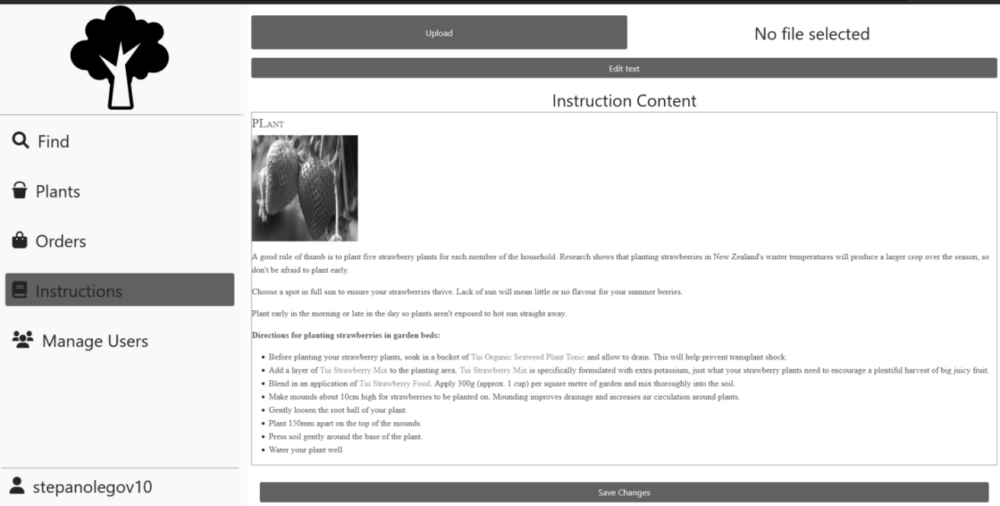 Upload
No file selected
Edit text
Instruction Content
Find
Plants
Orders
Instructions
Manage Users
stepanolegov10
PLANT
A good rule of thumb is to plant five strawberry plants for each member of the household. Research shows that planting strawberries in New Zealand's winter temperatures will produce a larger crop over the season, so
don't be afraid to plant early.
Choose a spot in full sun to ensure your strawberries thrive. Lack of sun will mean little or no flavour for your summer berries.
Plant early in the morning or late in the day so plants aren't exposed to hot sun straight away.
Directions for planting strawberries in garden beds:
Before planting your strawberry plants, soak in a bucket of Tui Organic Seaweed Plant Tonic and allow to drain. This will help prevent transplant shock.
Add a layer of Tui Strawberry Mix to the planting area. Tui Strawberry Mix is specifically formulated with extra potassium, just what your strawberry plants need to encourage a plentiful harvest of big juicy fruit.
Blend in an application of Tui Strawberry Food. Apply 300g (approx. 1 cup) per square metre of garden and mix thoroughly into the soil.
Make mounds about 10cm high for strawberries to be planted on. Mounding improves drainage and increases air circulation around plants.
Gently loosen the root ball of your plant.
Plant 150mm apart on the top of the mounds.
Press soil gently around the base of the plant.
Water your plant well
Save Changes